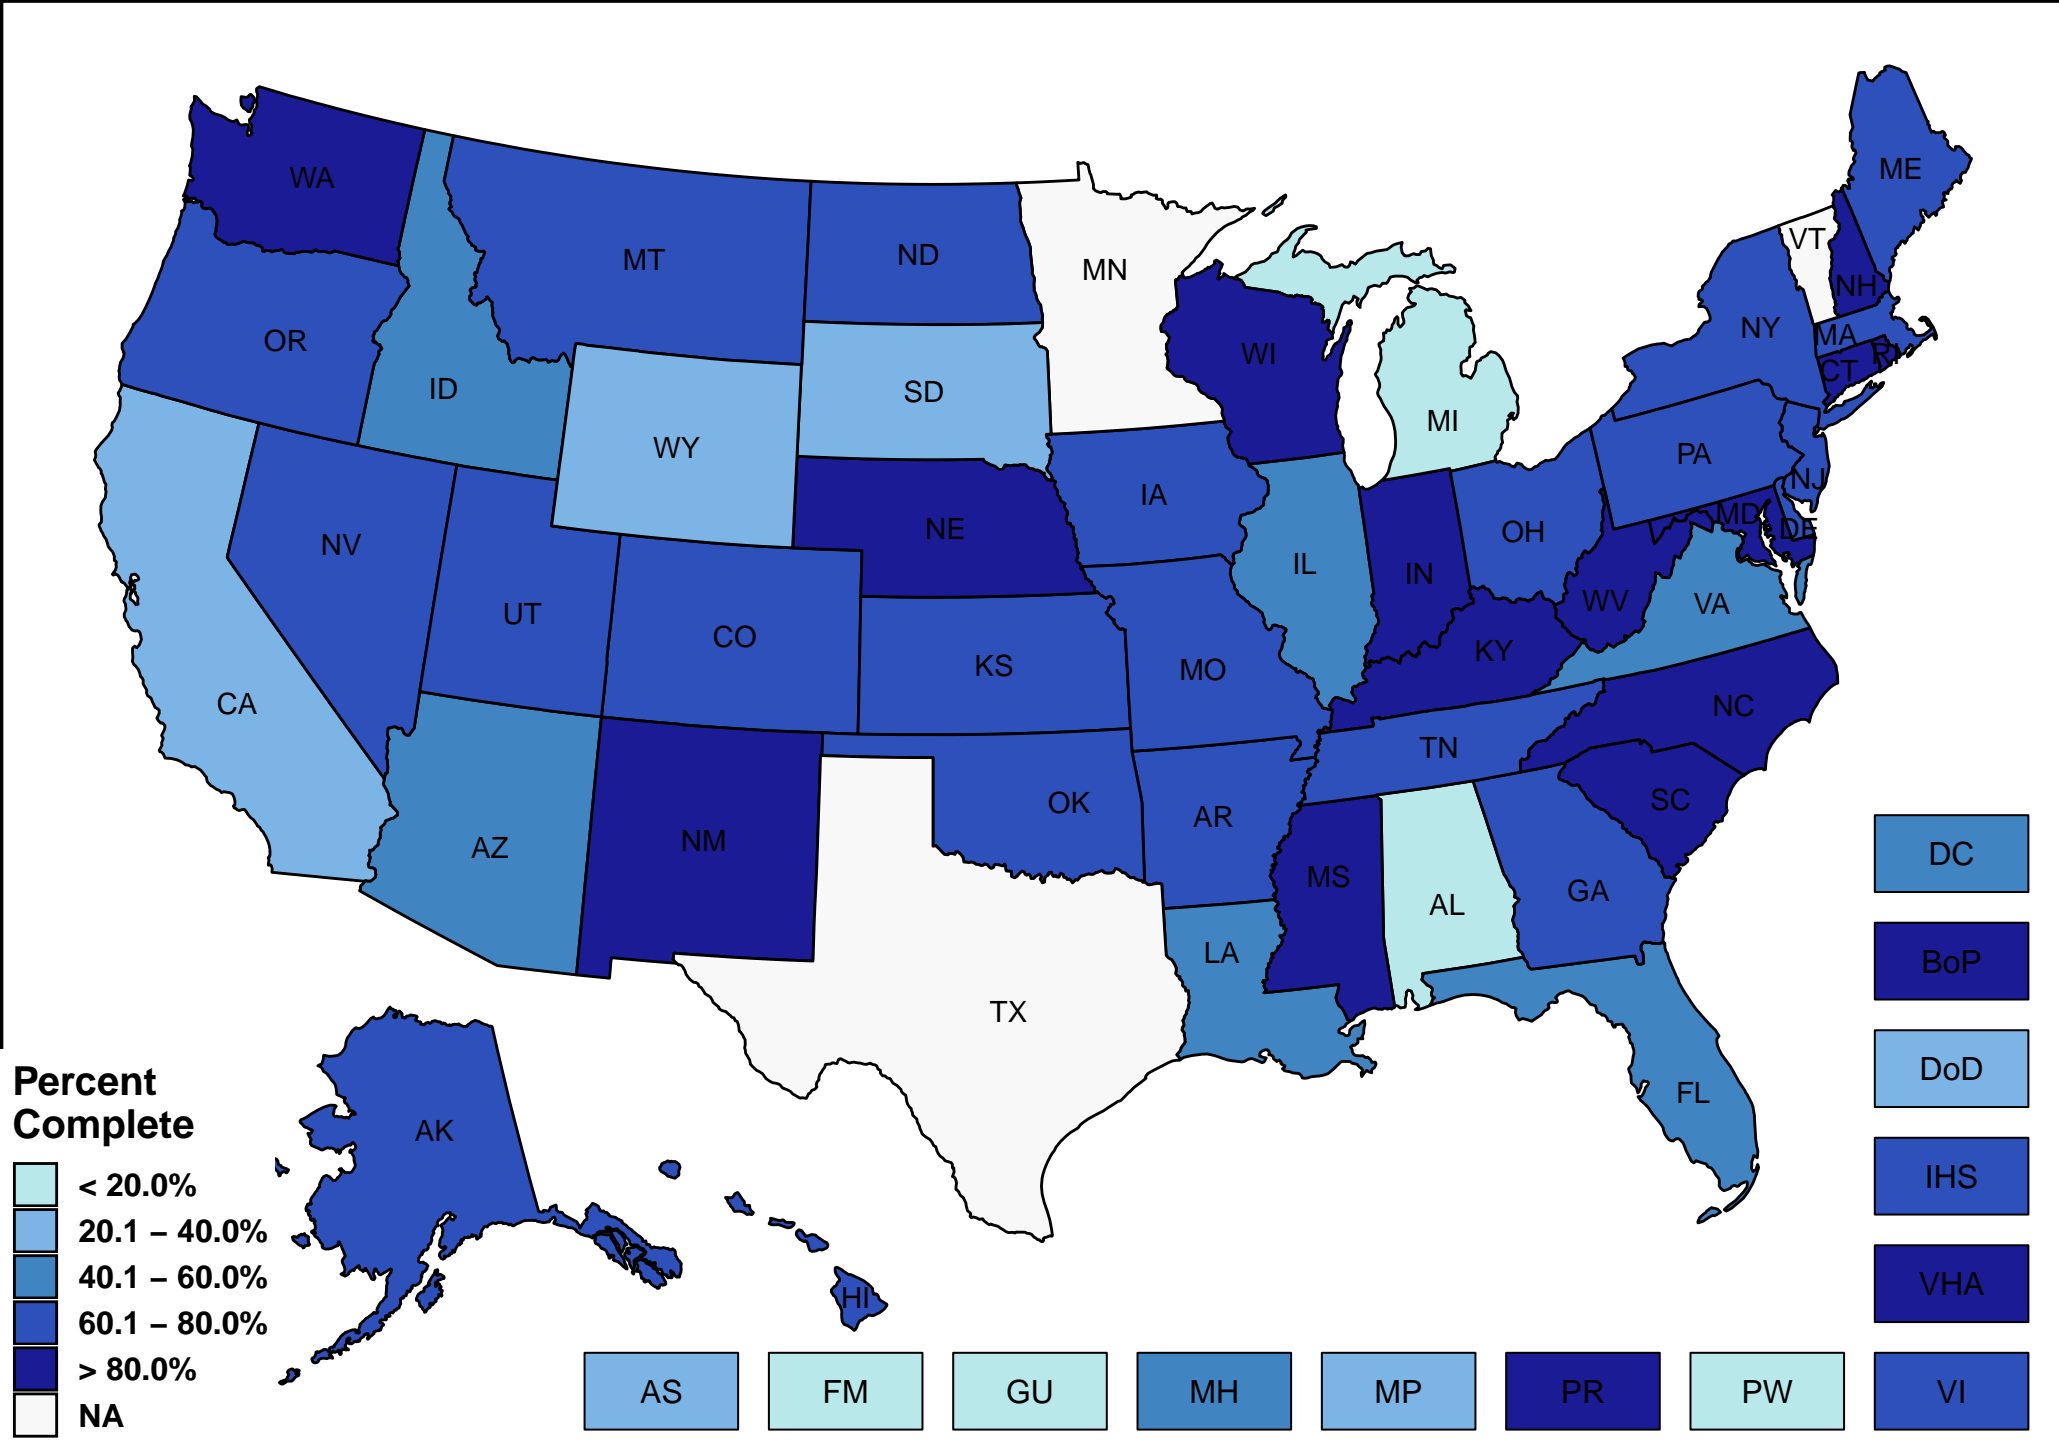 WA
MT
ND
MN
ME
VT
NH
OR
ID
SD
WI
MI
NY
MA
RI
CT
WY
NE
IA
PA
NJ
NV
UT
CO
KS
MO
IL
IN
OH
MD
DE
WV
VA
KY
CA
AZ
NM
OK
AR
TN
NC
SC
MS
AL
GA
LA
TX
FL
AK
HI
DC
BoP
DoD
IHS
VHA
Percent
Complete
< 20.0%
20.1 – 40.0%
40.1 – 60.0%
60.1 – 80.0%
> 80.0%
NA
AS
FM
GU
MH
MP
PR
PW
VI